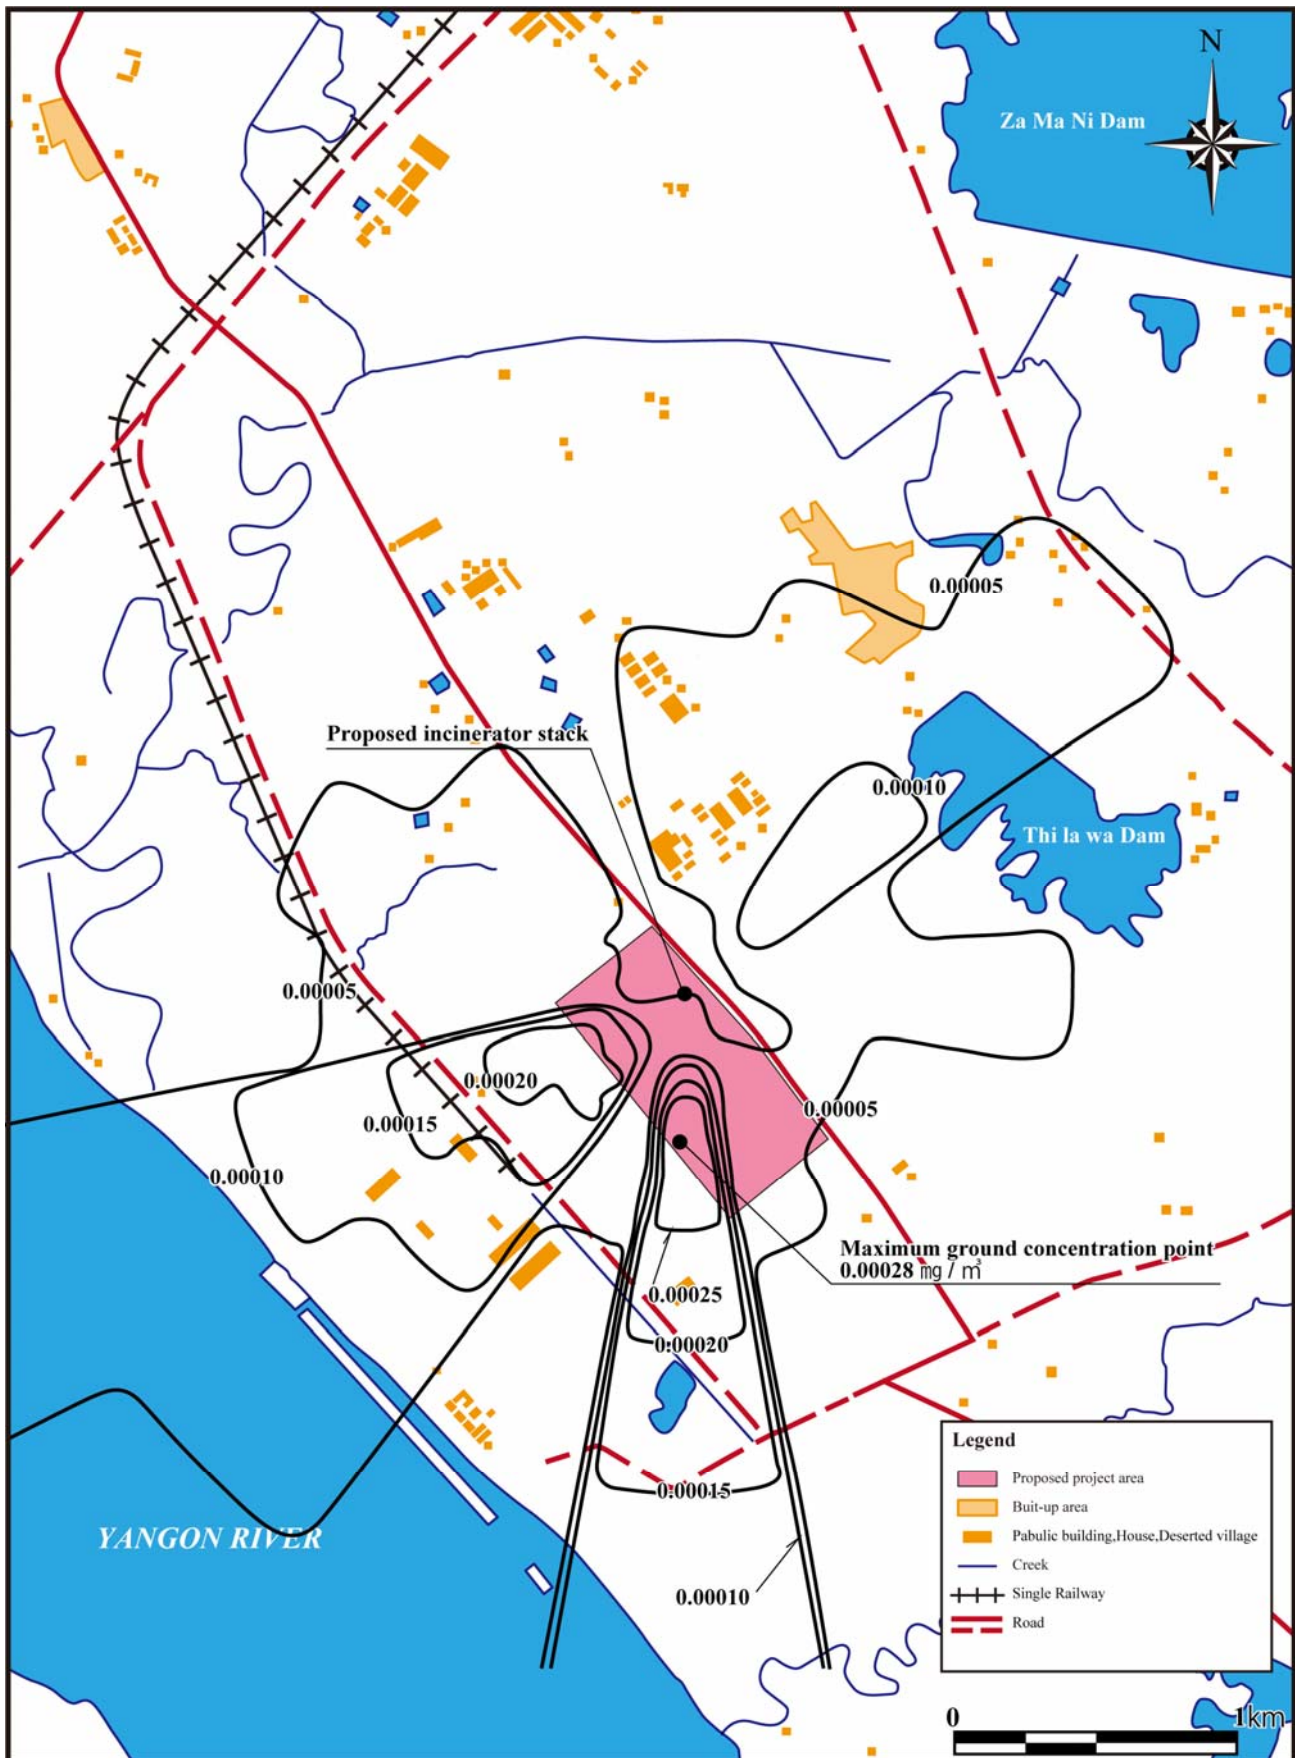 N
Za Ma Ni Dam
0.00005
Proposed incinerator stack
0.00010
Thi la wa Dam
0.00005
0.00020
0.00015
0.00005
0.00010
Maximum ground concentration point
0.00028 mg / m³
0.00025
0.00020
0.00015
YANGON RIVER
0.00010
Legend
Proposed project area
Buit-up area
Pabulic building,House,Deserted village
Creek
Single Railway
Road
0 1km